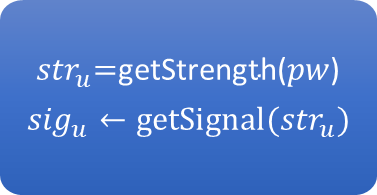 str_u=getStrength(pw)
sig_u ← getSignal(str_u)